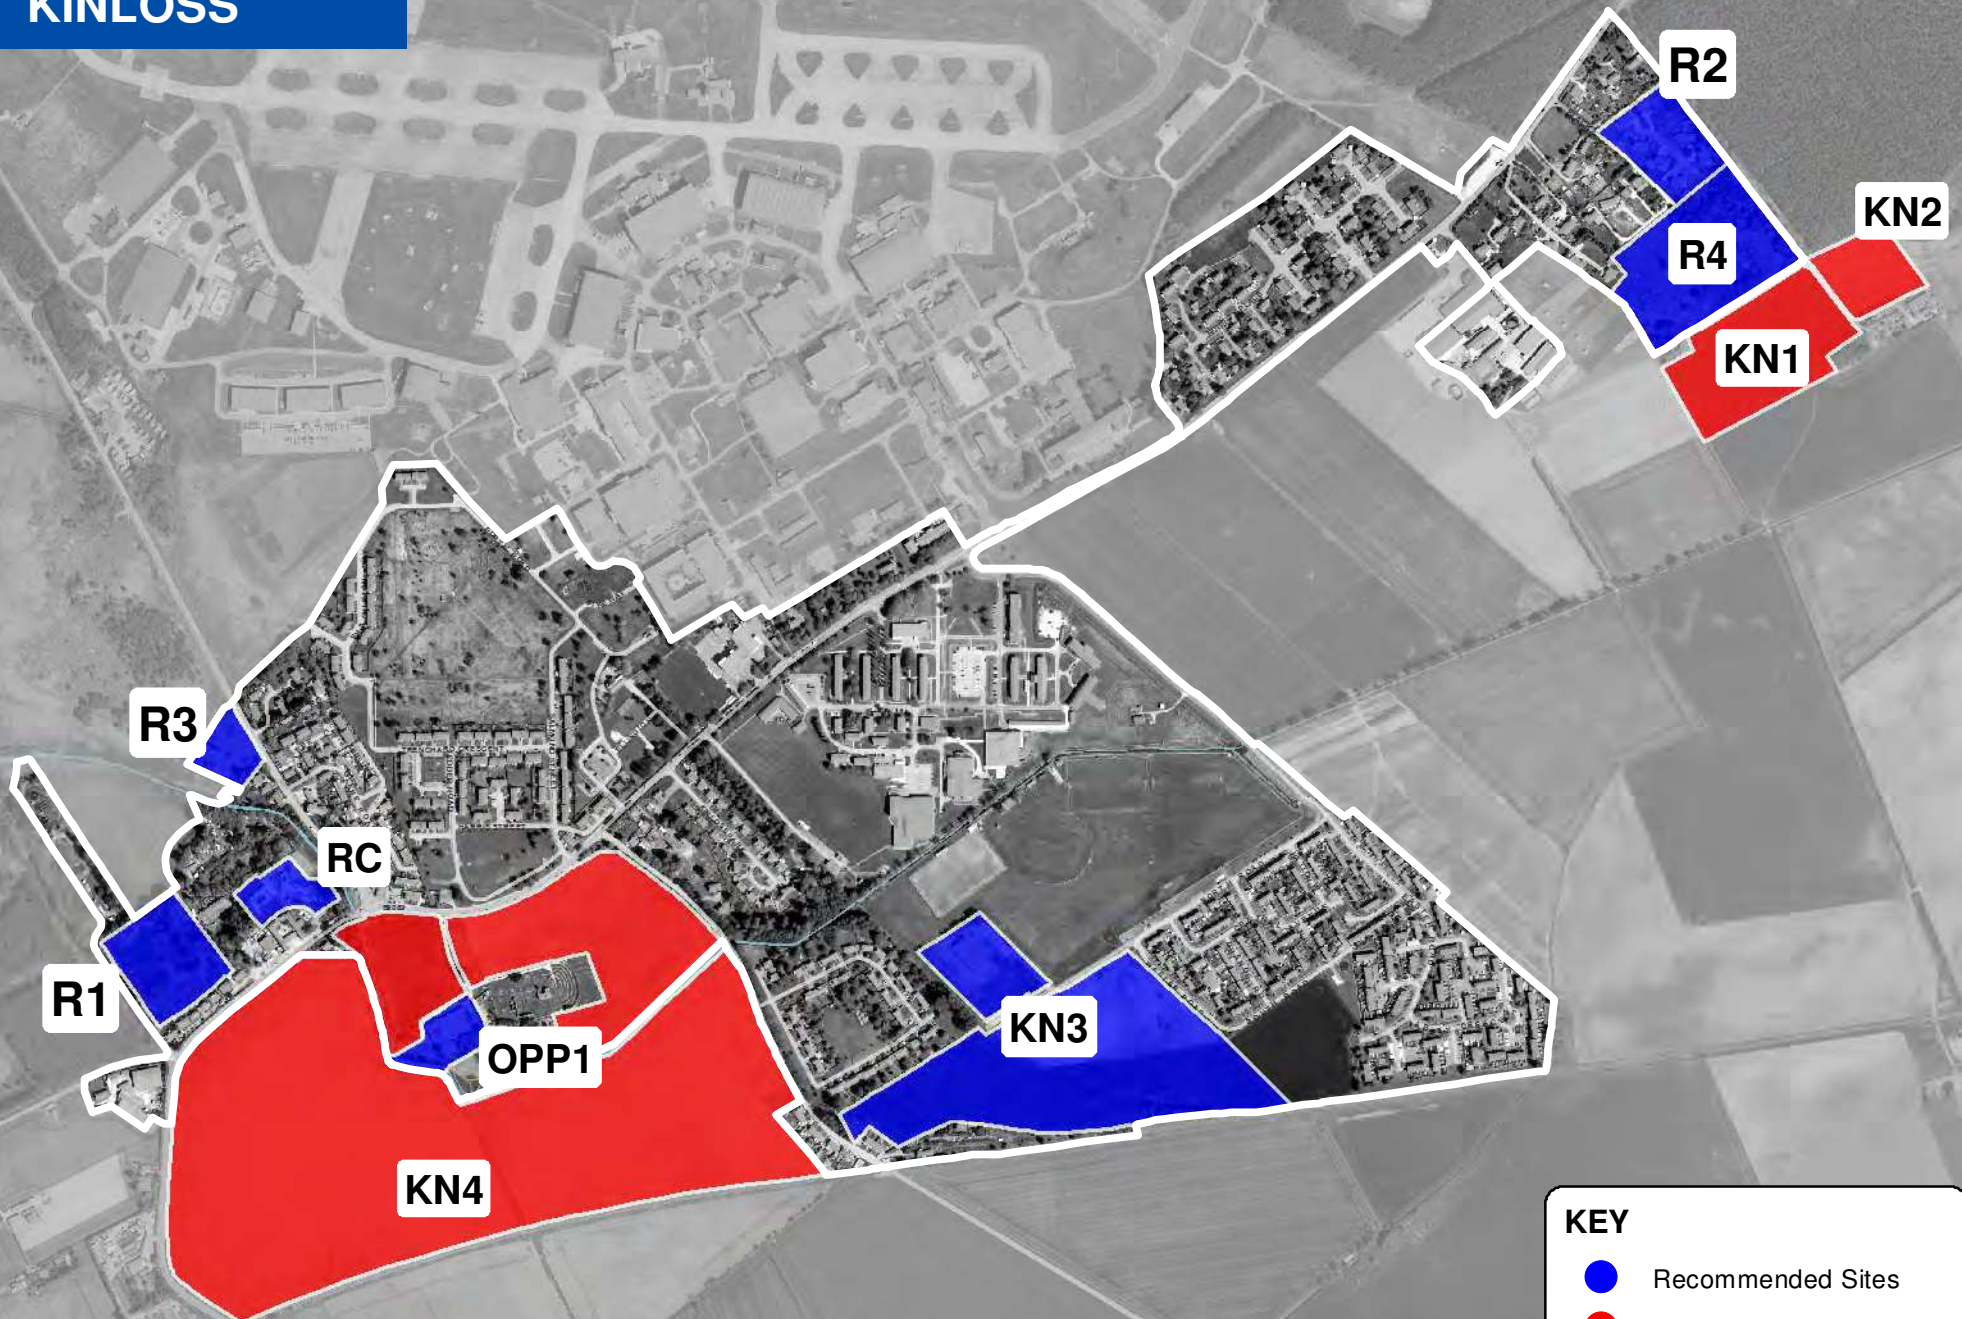 KINLOSS
R2
KN2
R4
KN1
R3
RC
R1
KN3
OPP1
KN4
KEY
Recommended Sites